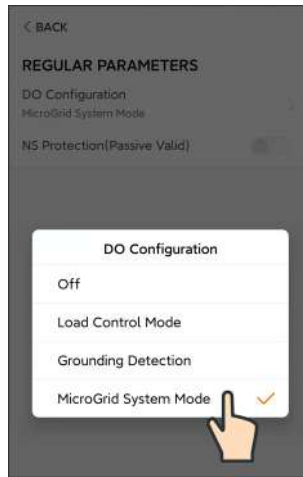 < BACK
REGULAR PARAMETERS
DO Configuration
MicroGrid System Mode
NS Protection(Passive Valid)
DO Configuration
Off
Load Control Mode
Grounding Detection
MicroGrid System Mode